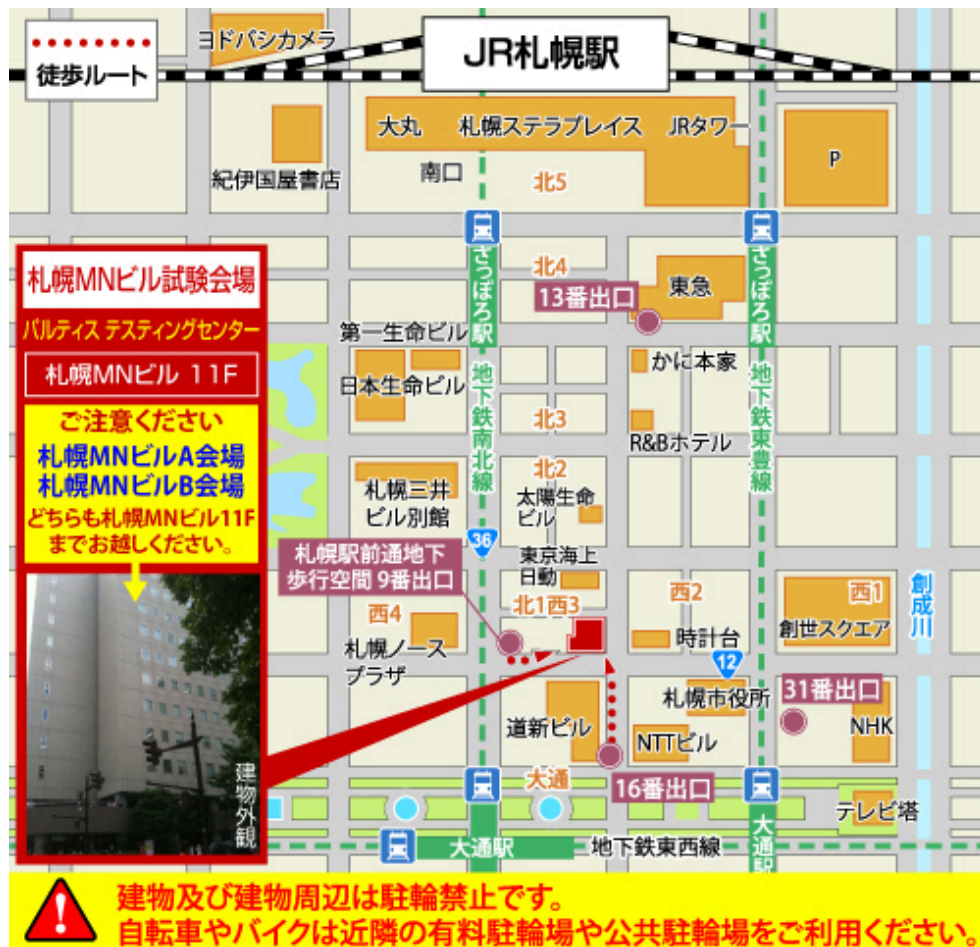 ヨドバシカメラ
徒歩ルート
JR札幌駅
大丸
札幌ステラプレイス
JRタワー
P
紀伊国屋書店
南口
北5
さっぽろ駅
さっぽろ駅
北4
13番出口
東急
札幌MNビル試験会場
バルティス テスティングセンター
札幌MNビル 11F
ご注意ください
札幌MNビルA会場
札幌MNビルB会場
どちらも札幌MNビル11F
までお越しください。
建物外観
第一生命ビル
日本生命ビル
地下鉄南北線
地下鉄東豊線
かに本家
北3
R&Bホテル
北2
札幌三井
ビル別館
太陽生命
ビル
36
東京海上
日動
札幌駅前通地下
歩行空間 9番出口
西4
北1西3
西2
西1
創成川
札幌ノース
プラザ
時計台
創世スクエア
12
31番出口
札幌市役所
道新ビル
NTTビル
NHK
大通
16番出口
テレビ塔
大通駅
地下鉄東西線
大通駅
建物及び建物周辺は駐輪禁止です。
自転車やバイクは近隣の有料駐輪場や公共駐輪場をご利用ください。